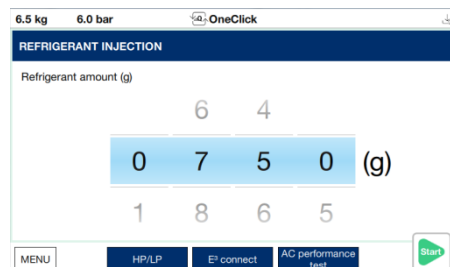 6.5 kg 6.0 bar OneClick
REFRIGERANT INJECTION
Refrigerant amount (g)
6 4
0 7 5 0 (g)
1 8 6 5
MENU HP/LP E³ connect AC performance test Start